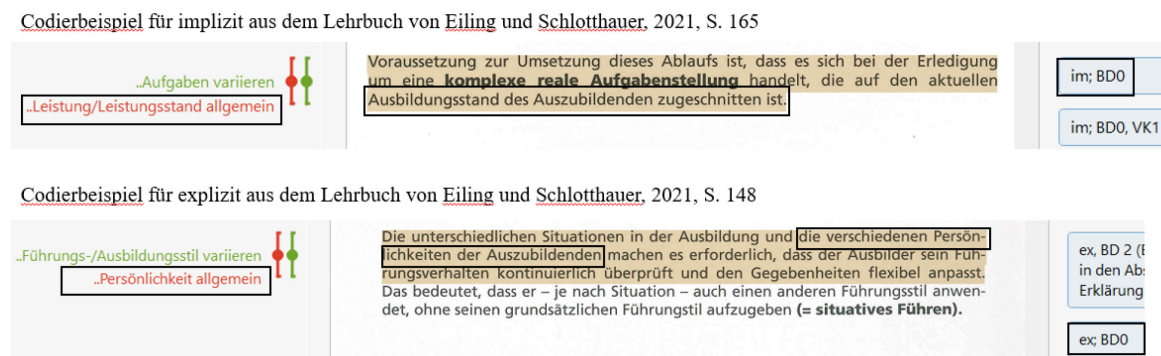 Codierbeispiel für implizit aus dem Lehrbuch von Eiling und Schlotthauer, 2021, S. 165
..Aufgaben variieren
..Leistung/Leistungsstand allgemein
Voraussetzung zur Umsetzung dieses Ablaufs ist, dass es sich bei der Erledigung
um eine komplexe reale Aufgabenstellung handelt, die auf den aktuellen
Ausbildungsstand des Auszubildenden zugeschnitten ist.
im; BD0
im; BD0, VK1
Codierbeispiel für explizit aus dem Lehrbuch von Eiling und Schlotthauer, 2021, S. 148
..Führungs-/Ausbildungsstil variieren
..Persönlichkeit allgemein
Die unterschiedlichen Situationen in der Ausbildung und die verschiedenen Persön-
lichkeiten der Auszubildenden machen es erforderlich, dass der Ausbilder sein Füh-
rungsverhalten kontinuierlich überprüft und den Gegebenheiten flexibel anpasst.
Das bedeutet, dass er – je nach Situation – auch einen anderen Führungsstil anwen-
det, ohne seinen grundsätzlichen Führungstil aufzugeben (= situatives Führen).
ex, BD 2 (
in den Ab
Erklärung
ex; BD0